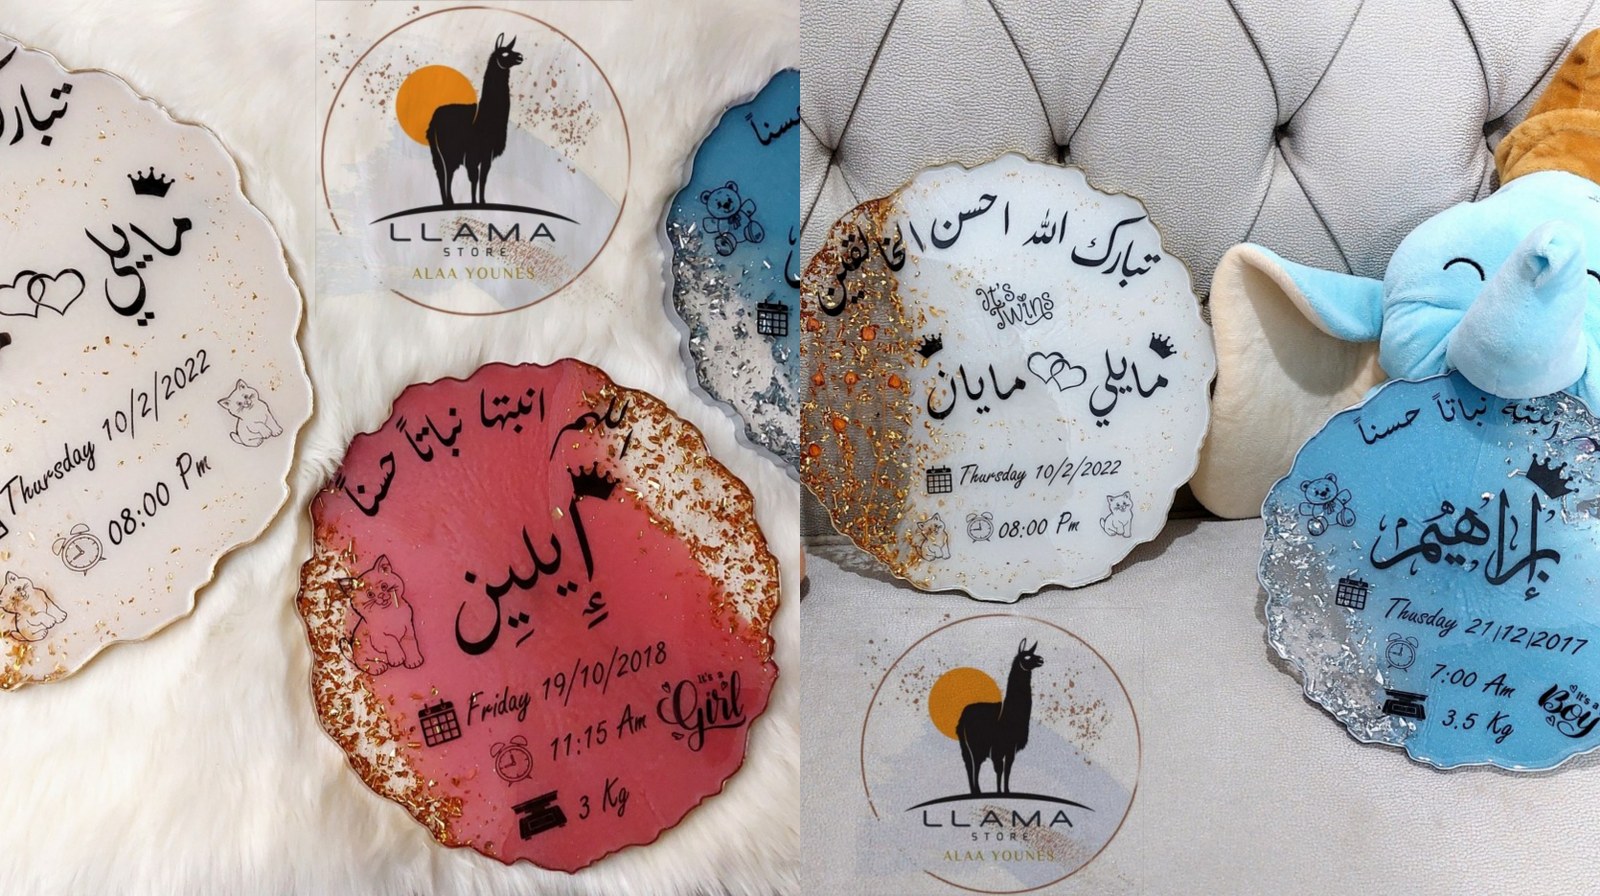 تبارك
مايلي
Thursday 10/2/2022
08:00 Pm
LLAMA
STORE
ALAA YOUNES
حسناً
اللهم انبتها نباتاً حسناً
إيلين
Friday 19/10/2018
11:15 Am
3 Kg
It's a
Girl
تبارك الله احسن الخالقين
It's
Twins
مايلي مايان
Thursday 10/2/2022
08:00 Pm
انبته نباتاً حسناً
إبراهيم
Thusday 21/12/2017
7:00 Am
3.5 Kg
It's a
Boy
LLAMA
STORE
ALAA YOUNES